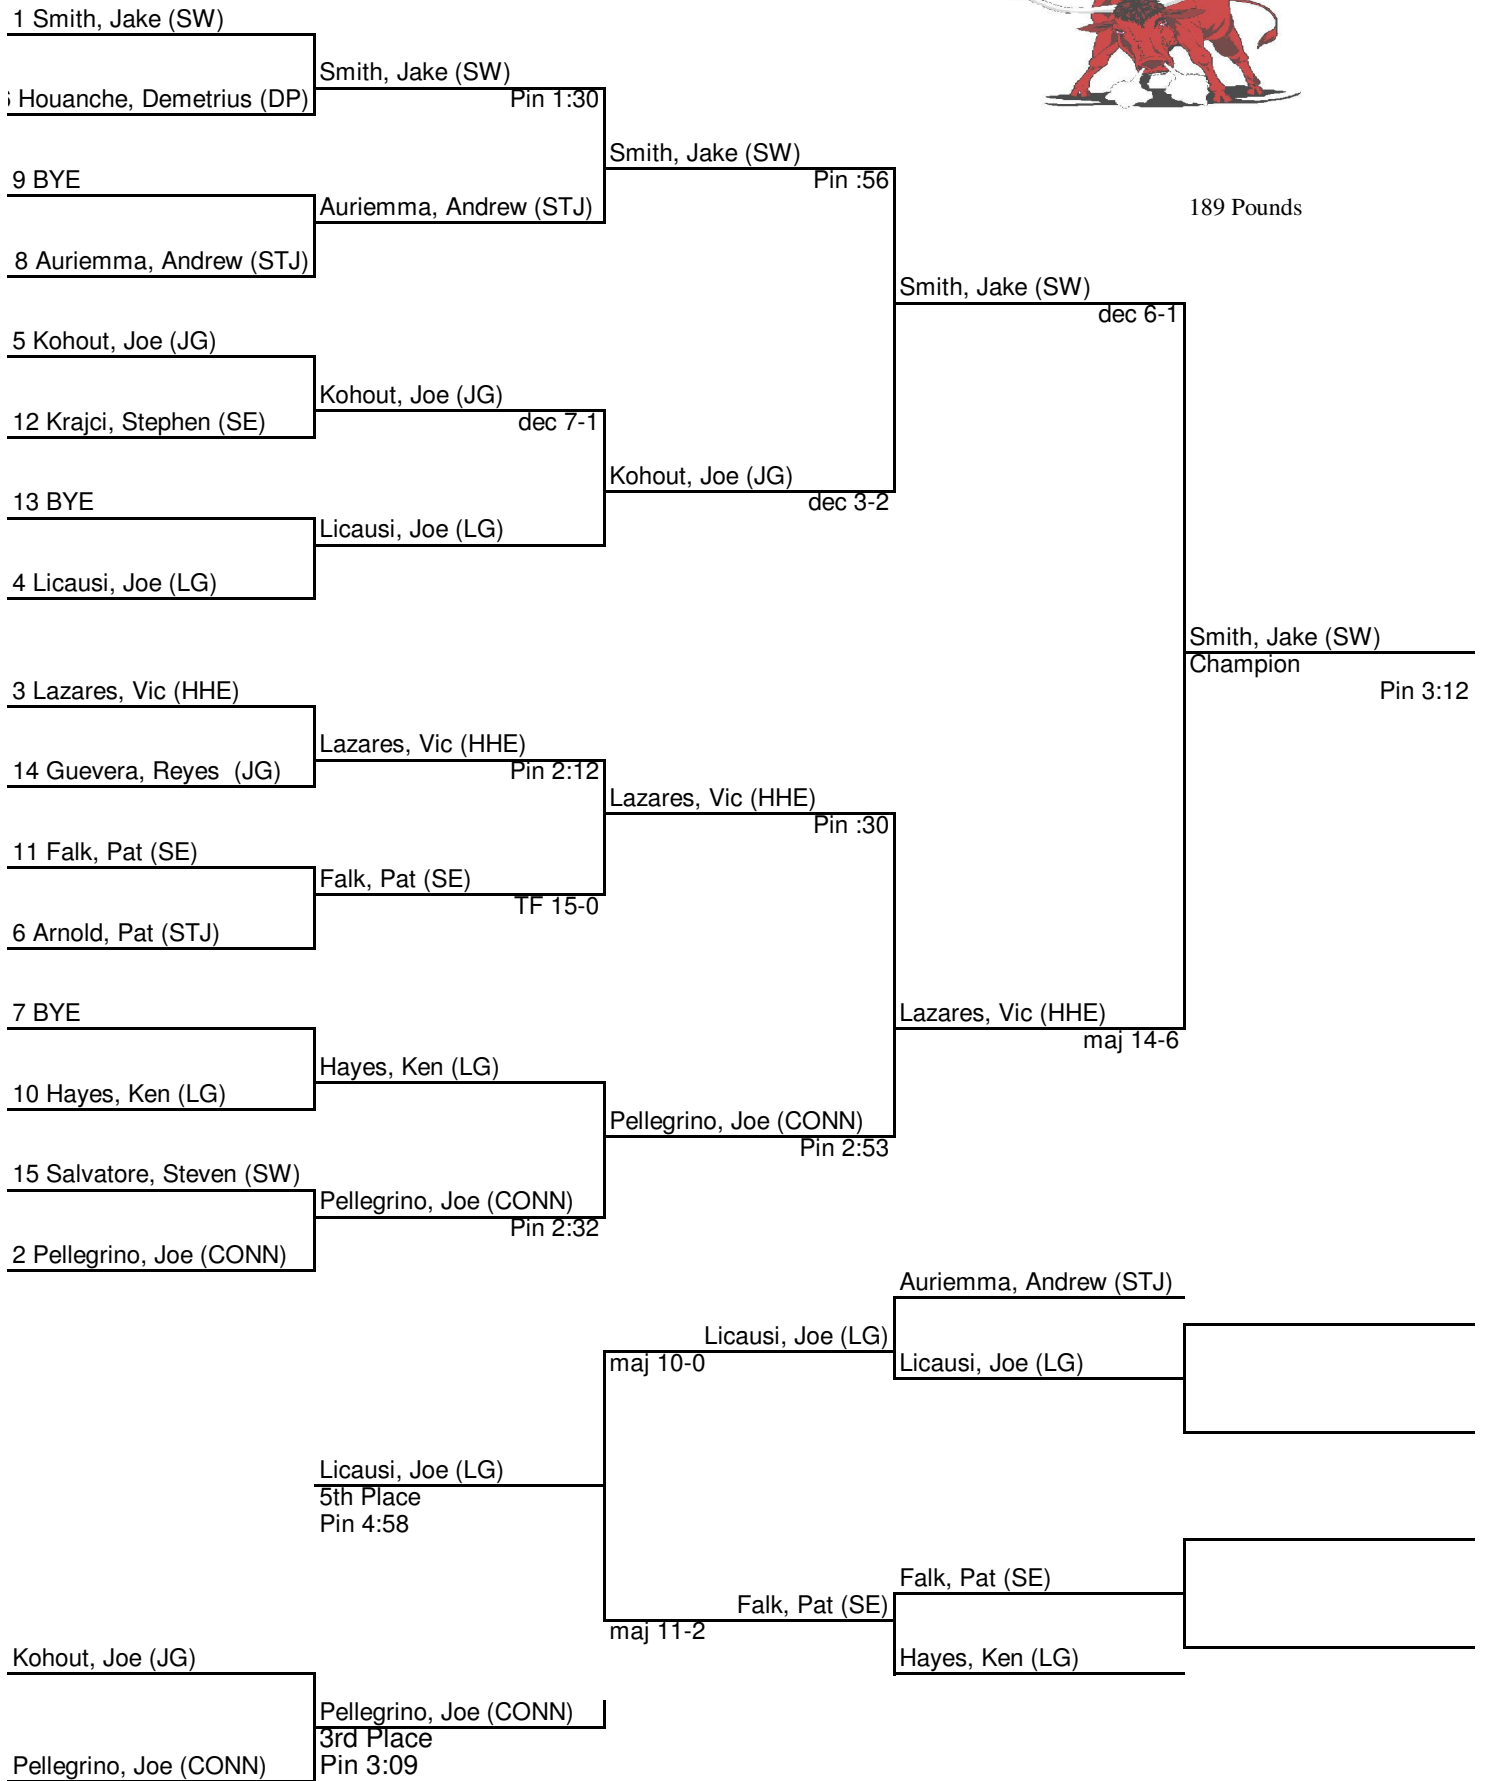 1 Smith, Jake (SW)
Smith, Jake (SW)
Houanche, Demetrius (DP)
Pin 1:30
Smith, Jake (SW)
9 BYE
Pin :56
Auriemma, Andrew (STJ)
189 Pounds
8 Auriemma, Andrew (STJ)
Smith, Jake (SW)
dec 6-1
5 Kohout, Joe (JG)
Kohout, Joe (JG)
12 Krajci, Stephen (SE)
dec 7-1
Kohout, Joe (JG)
13 BYE
dec 3-2
Licausi, Joe (LG)
4 Licausi, Joe (LG)
Smith, Jake (SW)
Champion
3 Lazares, Vic (HHE)
Pin 3:12
Lazares, Vic (HHE)
14 Guevera, Reyes  (JG)
Pin 2:12
Lazares, Vic (HHE)
Pin :30
11 Falk, Pat (SE)
Falk, Pat (SE)
TF 15-0
6 Arnold, Pat (STJ)
7 BYE
Lazares, Vic (HHE)
maj 14-6
Hayes, Ken (LG)
10 Hayes, Ken (LG)
Pellegrino, Joe (CONN)
Pin 2:53
15 Salvatore, Steven (SW)
Pellegrino, Joe (CONN)
Pin 2:32
2 Pellegrino, Joe (CONN)
Auriemma, Andrew (STJ)
Licausi, Joe (LG)
maj 10-0
Licausi, Joe (LG)
Licausi, Joe (LG)
5th Place
Pin 4:58
Falk, Pat (SE)
Falk, Pat (SE)
maj 11-2
Kohout, Joe (JG)
Hayes, Ken (LG)
Pellegrino, Joe (CONN)
3rd Place
Pellegrino, Joe (CONN)
Pin 3:09